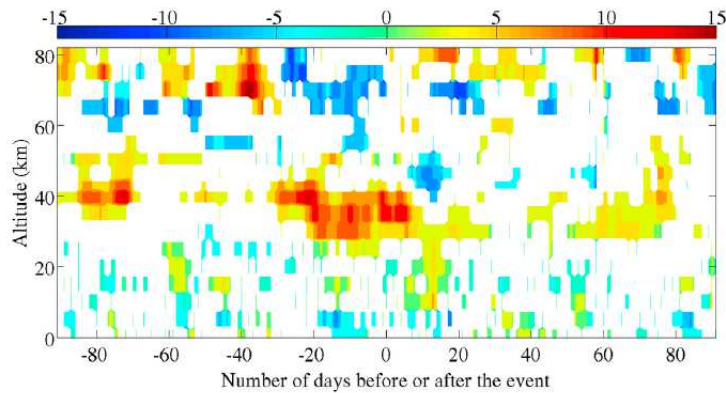 -15 -10 -5 0 5 10 15
80
60
40
20
0
Altitude (km)
-80 -60 -40 -20 0 20 40 60 80
Number of days before or after the event